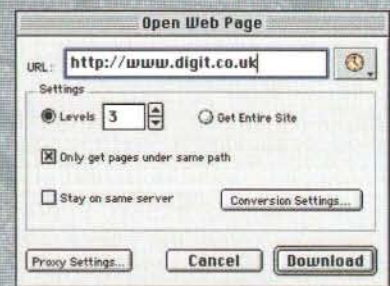 Open Web Page
URL: http://www.digit.co.uk
Settings
Levels 3 Get Entire Site
Only get pages under same path
Stay on same server Conversion Settings...
Proxy Settings... Cancel Download